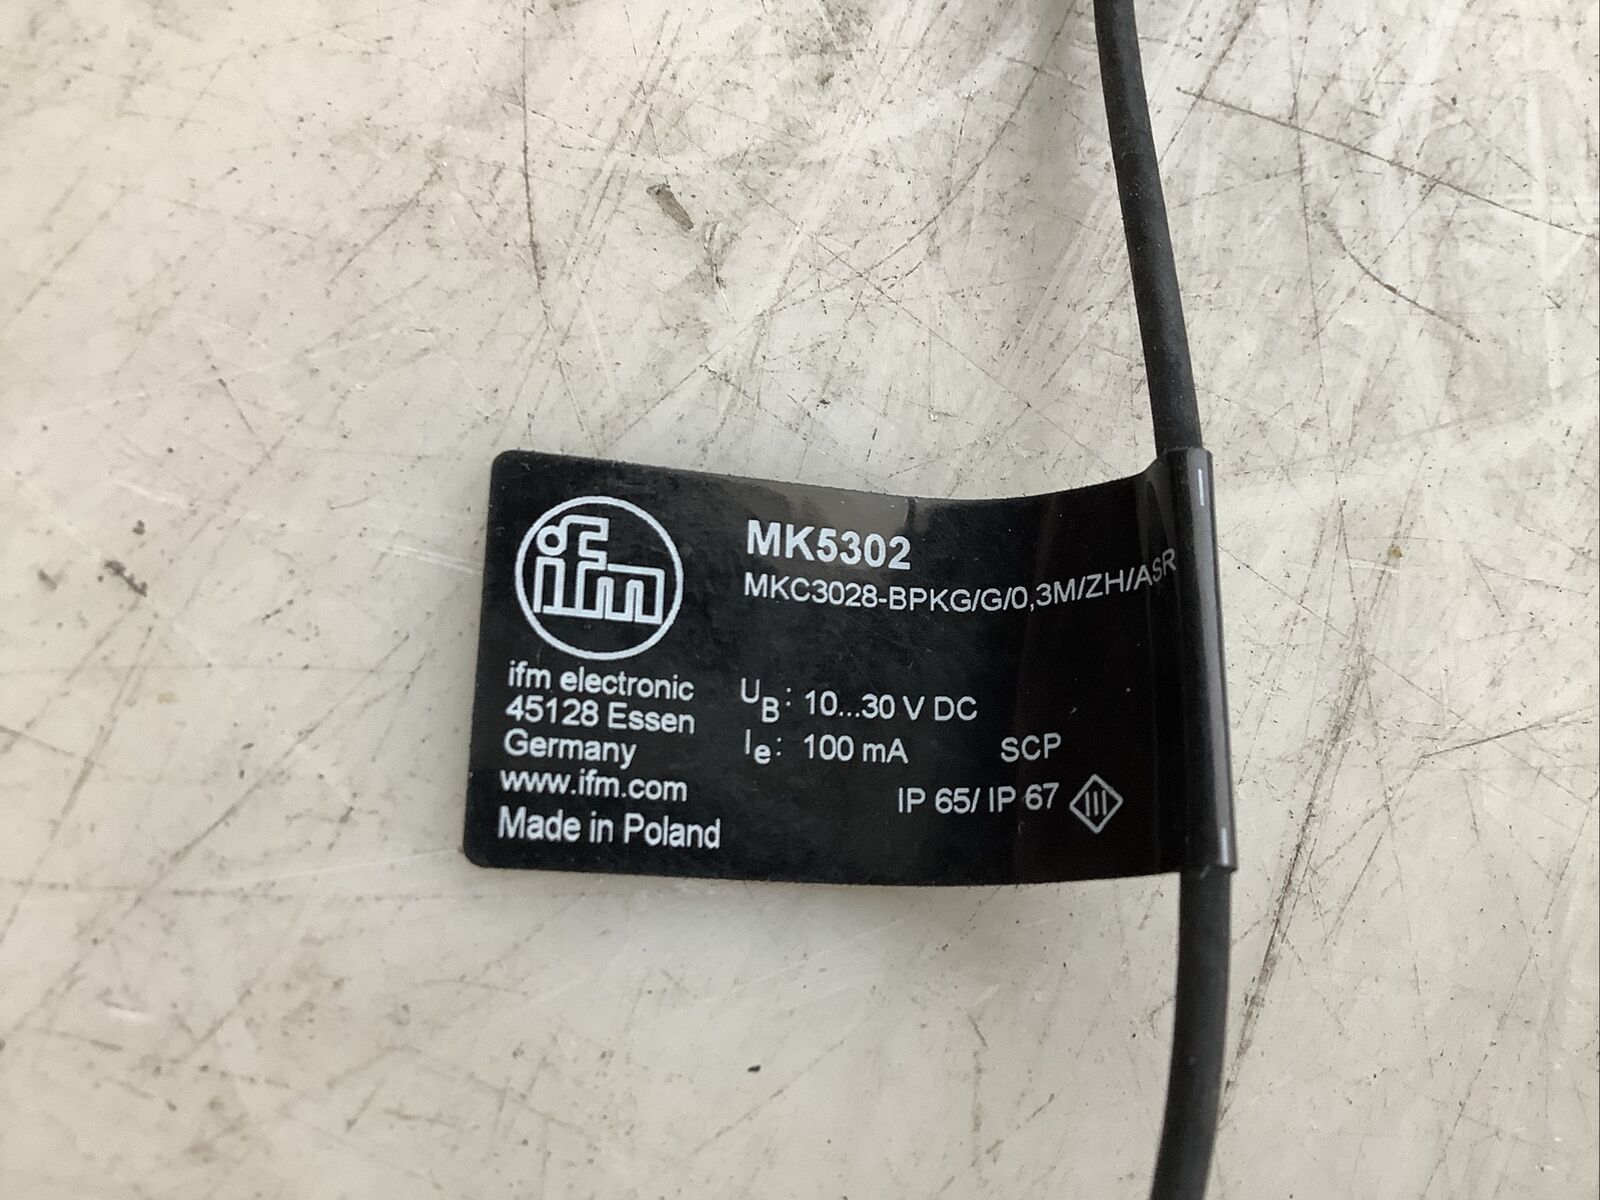 ifm
ifm electronic
45128 Essen
Germany
www.ifm.com
Made in Poland
MK5302
MKC3028-BPKG/G/0,3M/ZH/ASR
UB: 10...30 V DC
Ie: 100 mA SCP
IP 65/ IP 67 III